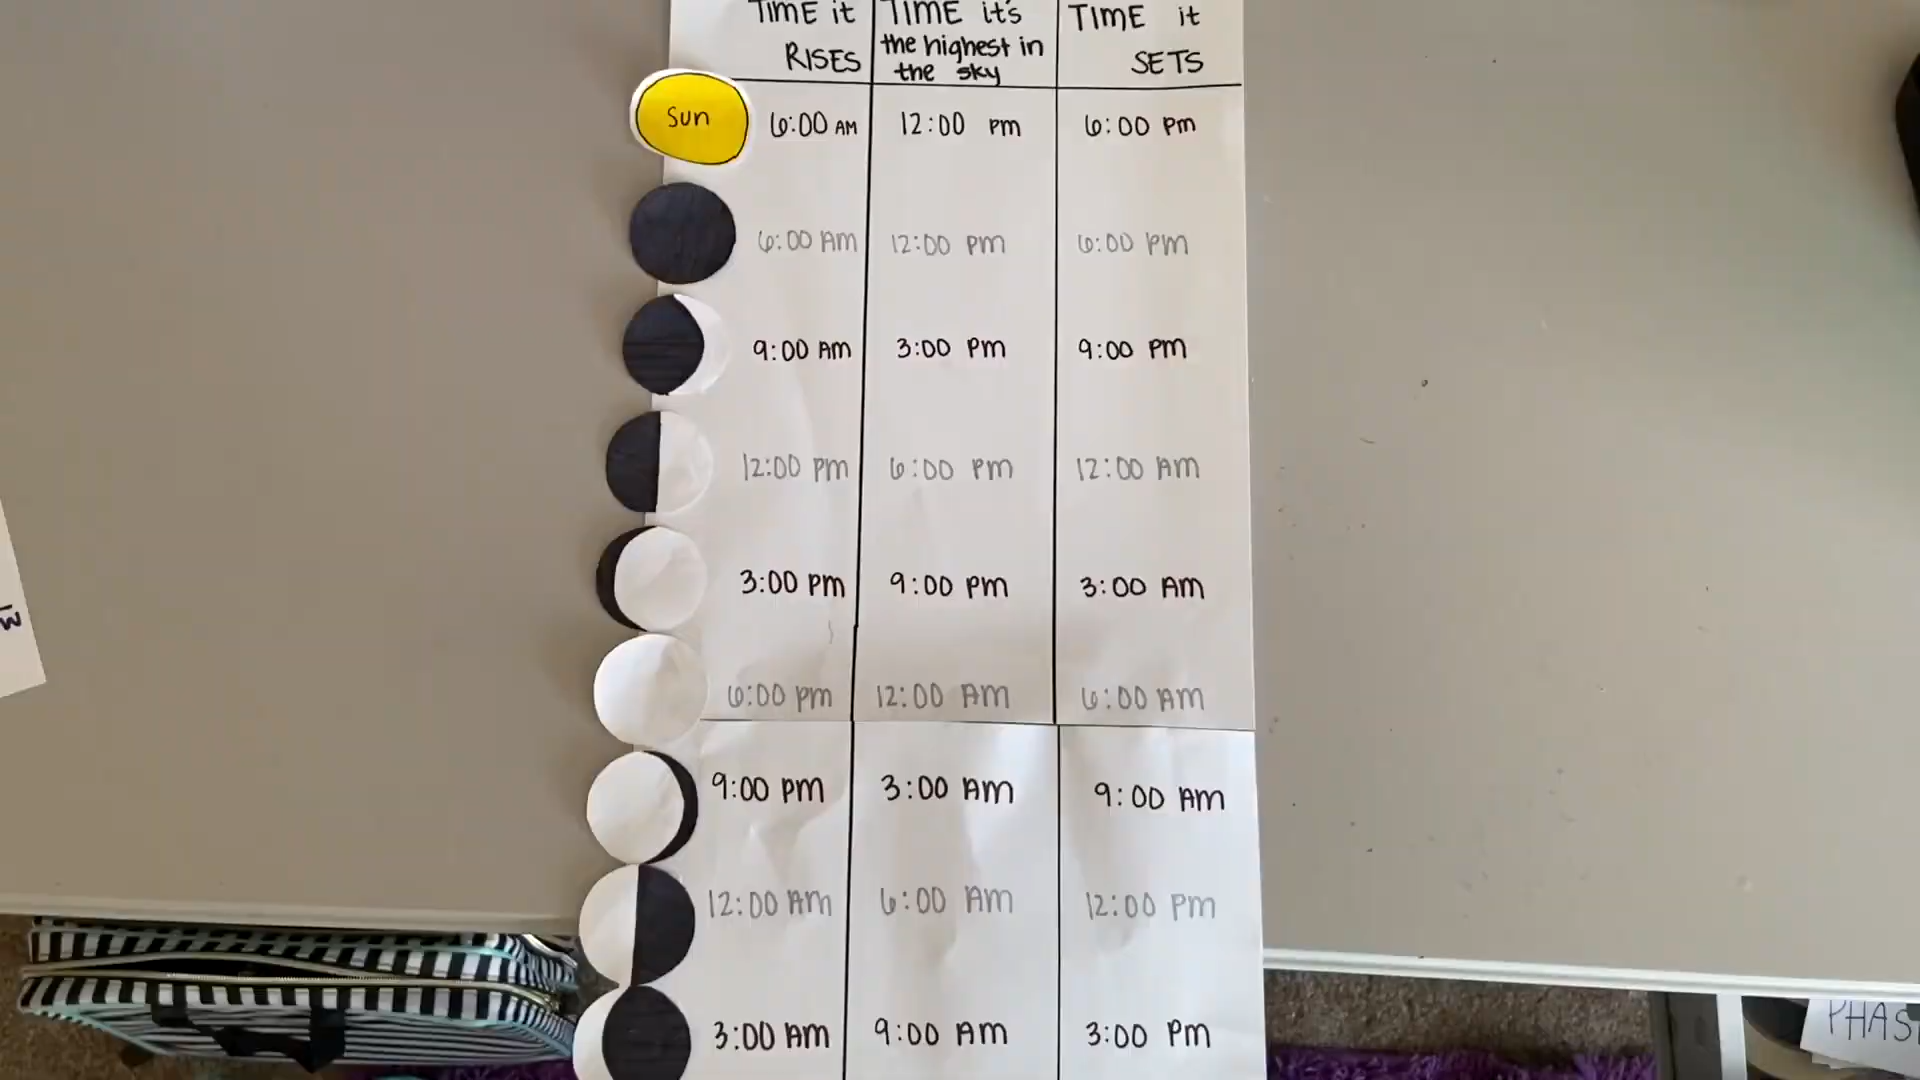 TIME it
RISES
TIME it's
the highest in
the sky
TIME it
SETS
Sun
6:00 AM 12:00 pm 6:00 pm
6:00 AM 12:00 pm 6:00 pm
9:00 AM 3:00 pm 9:00 pm
12:00 pm 6:00 pm 12:00 AM
3:00 pm 9:00 pm 3:00 AM
6:00 pm 12:00 AM 6:00 AM
9:00 pm 3:00 AM 9:00 AM
12:00 AM 6:00 AM 12:00 pm
3:00 AM 9:00 AM 3:00 pm